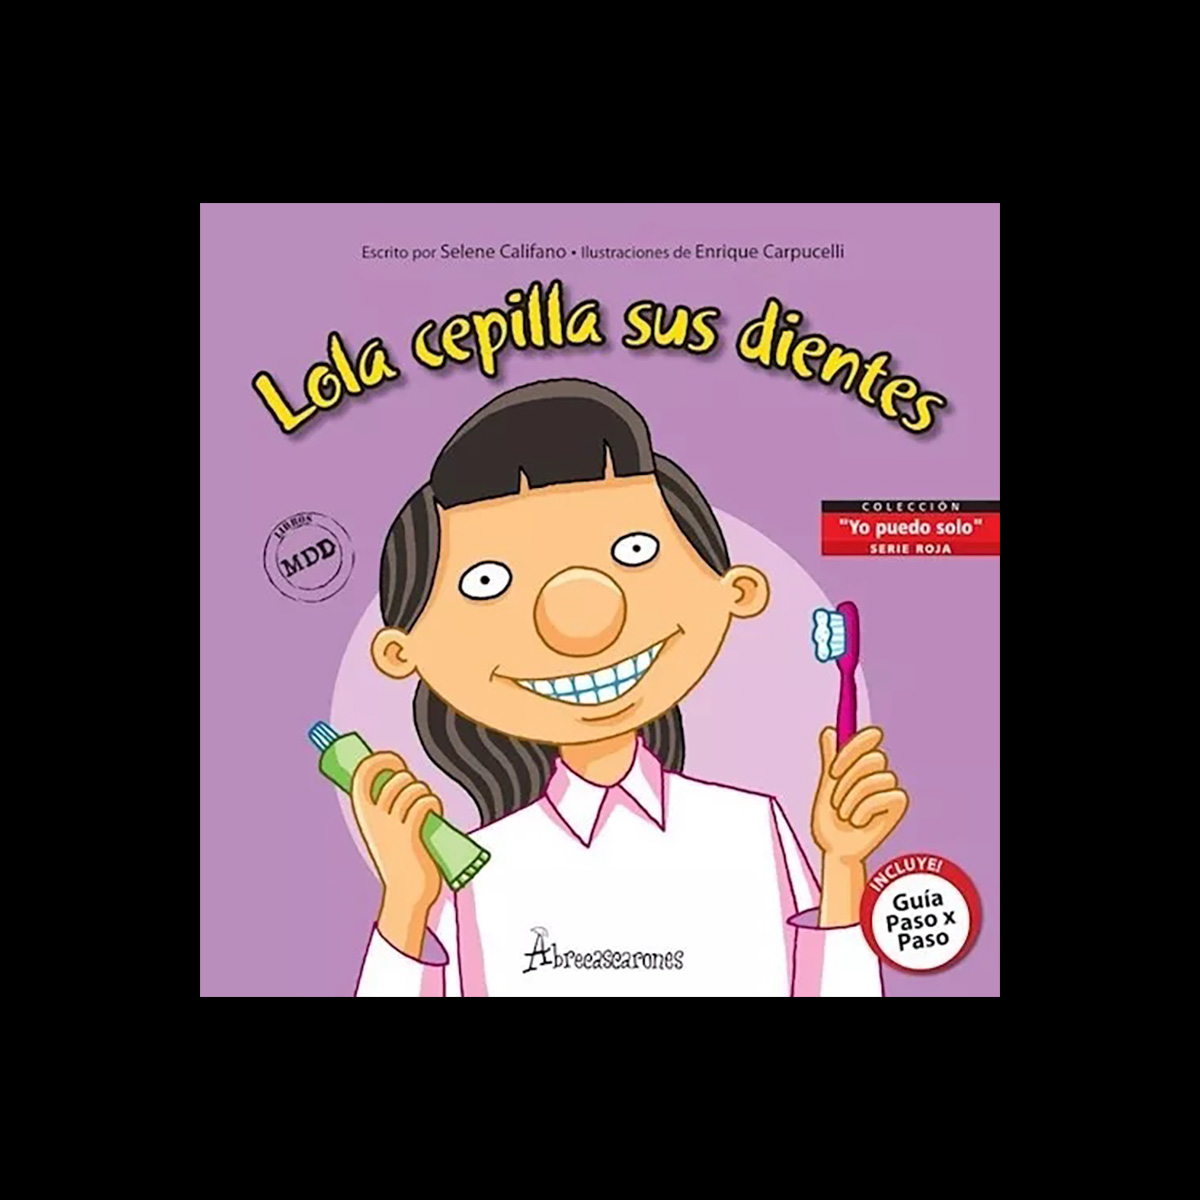 Escrito por Selene Califano • Ilustraciones de Enrique Carpucelli
Lola cepilla sus dientes
COLECCIÓN
"Yo puedo solo"
SERIE ROJA
LIBROS
MDD
INCLUYE!
Guía
Paso x
Paso
Abrecascarones